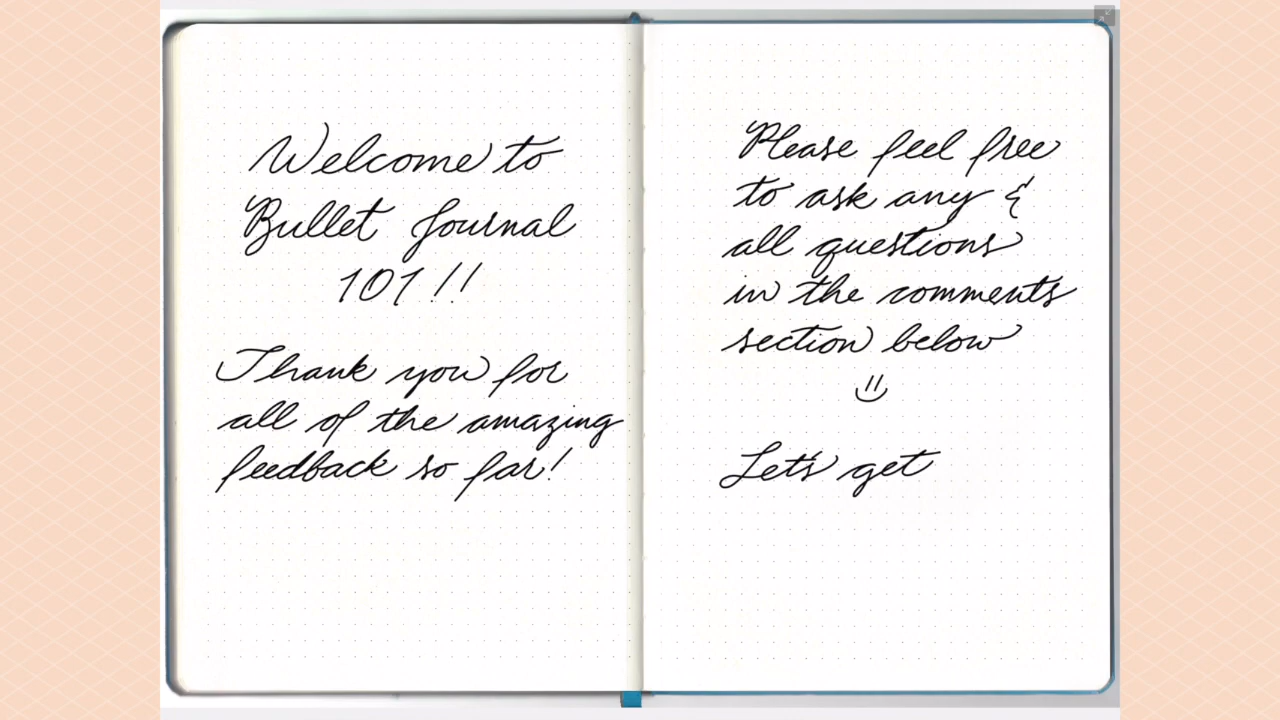 Welcome to
Bullet Journal
101!!
Thank you for
all of the amazing
feedback so far!
Please feel free
to ask any &
all questions
in the comments
section below
Let's get